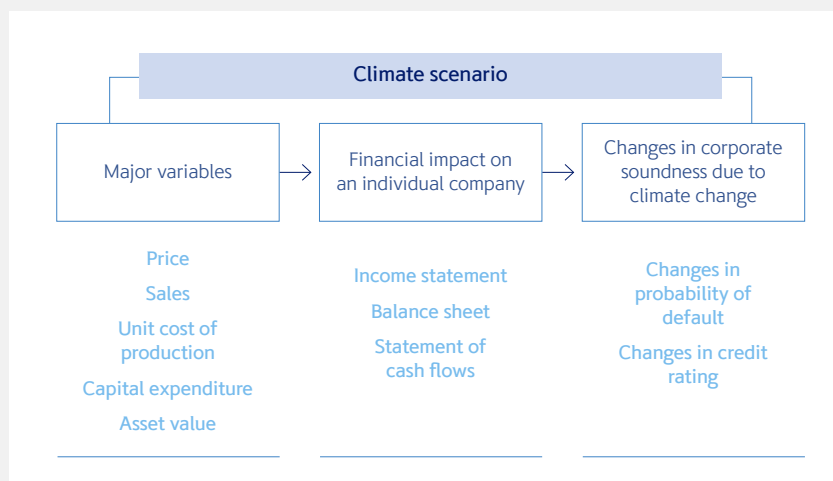 Climate scenario
Major variables
Financial impact on
an individual company
Changes in corporate
soundness due to
climate change
Price
Sales
Unit cost of
production
Capital expenditure
Asset value
Income statement
Balance sheet
Statement of
cash flows
Changes in
probability of
default
Changes in credit
rating